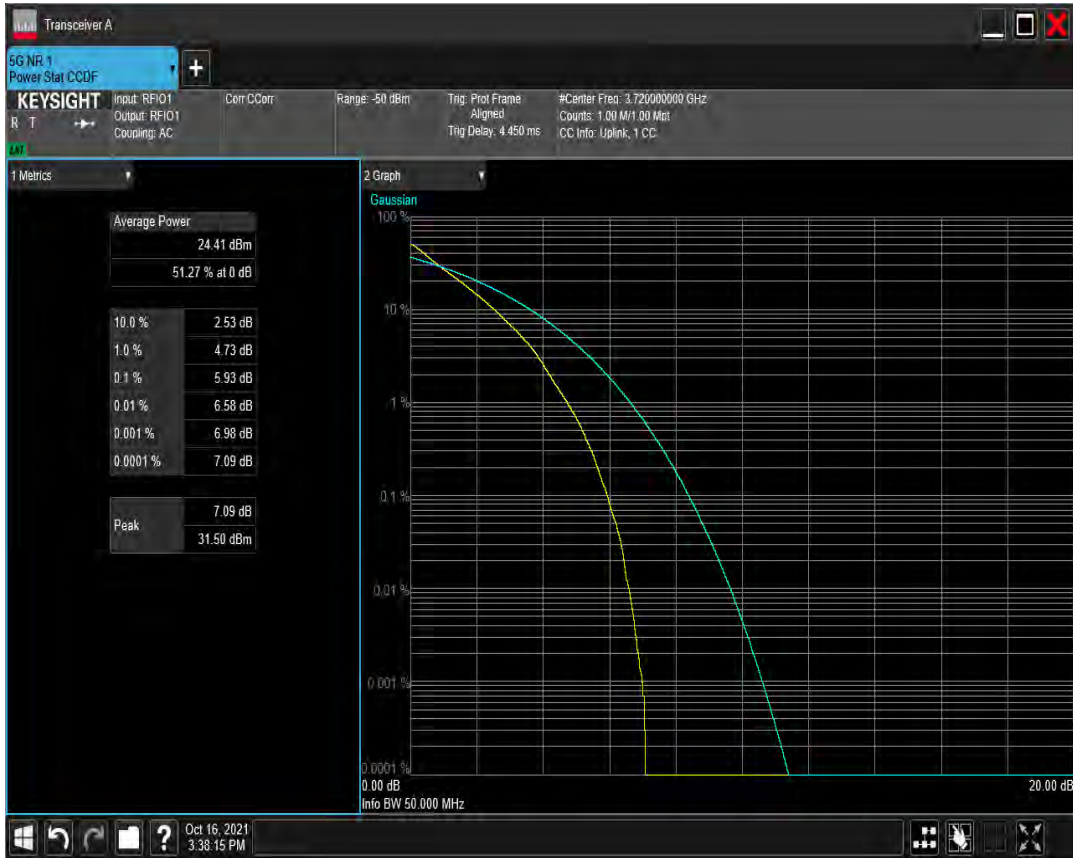 Transceiver A
5G NR 1
Power Stat CCDF
+
KEYSIGHT
R T
LXI
Input: RFIO1
Output: RFIO1
Coupling: AC
Corr CCorr
Range: -50 dBm
Trig: Prot Frame
Aligned
Trig Delay: 4.450 ms
#Center Freq: 3.720000000 GHz
Counts: 1.00 M/1.00 Mpt
CC Info: Uplink, 1 CC
1 Metrics
Average Power
24.41 dBm
51.27 % at 0 dB
10.0 % 2.53 dB
1.0 % 4.73 dB
0.1 % 5.93 dB
0.01 % 6.58 dB
0.001 % 6.98 dB
0.0001 % 7.09 dB
Peak
7.09 dB
31.50 dBm
2 Graph
Gaussian
100 %
10 %
1 %
0.1 %
0.01 %
0.001 %
0.0001 %
0.00 dB
20.00 dB
Info BW 50.000 MHz
?
Oct 16, 2021
3:38:15 PM